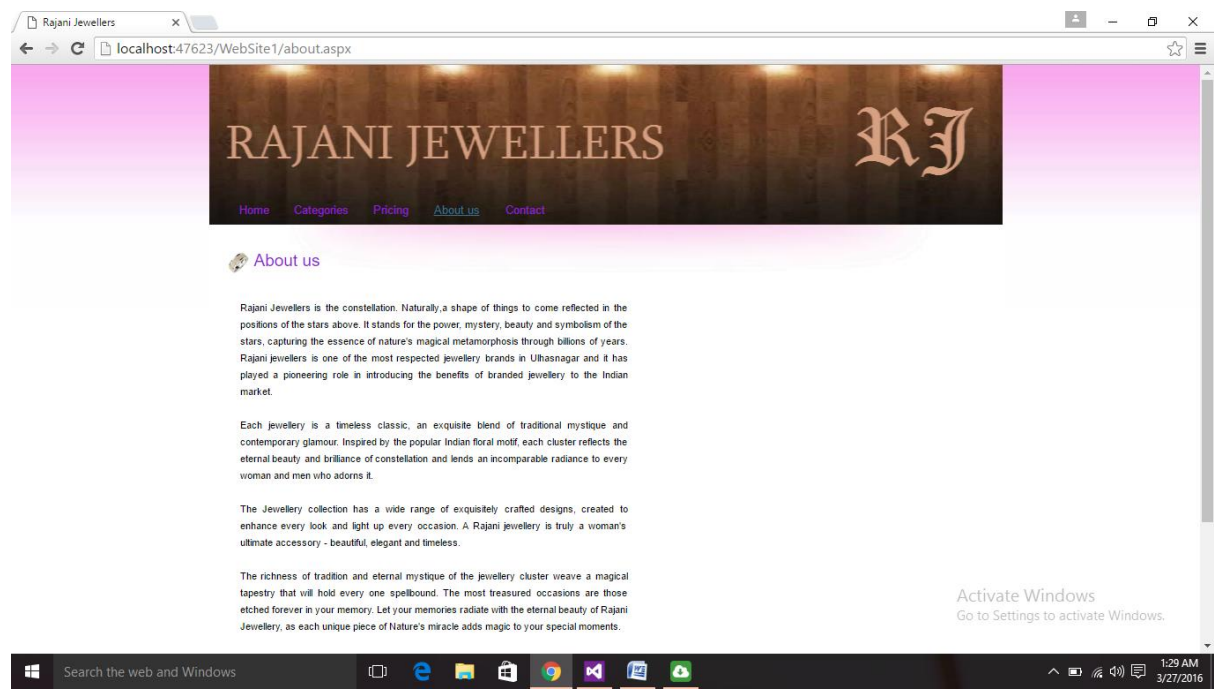 Rajani Jewellers
localhost:47623/WebSite1/about.aspx
RAJANI JEWELLERS
RJ
Home Categories Pricing About us Contact
About us
Rajani Jewellers is the constellation. Naturally,a shape of things to come reflected in the
positions of the stars above. It stands for the power, mystery, beauty and symbolism of the
stars, capturing the essence of nature's magical metamorphosis through billions of years.
Rajani jewellers is one of the most respected jewellery brands in Ulhasnagar and it has
played a pioneering role in introducing the benefits of branded jewellery to the Indian
market.
Each jewellery is a timeless classic, an exquisite blend of traditional mystique and
contemporary glamour. Inspired by the popular Indian floral motif, each cluster reflects the
eternal beauty and brilliance of constellation and lends an incomparable radiance to every
woman and men who adorns it.
The Jewellery collection has a wide range of exquisitely crafted designs, created to
enhance every look and light up every occasion. A Rajani jewellery is truly a woman's
ultimate accessory - beautiful, elegant and timeless.
The richness of tradition and eternal mystique of the jewellery cluster weave a magical
tapestry that will hold every one spellbound. The most treasured occasions are those
etched forever in your memory. Let your memories radiate with the eternal beauty of Rajani
Jewellery, as each unique piece of Nature's miracle adds magic to your special moments.
Activate Windows
Go to Settings to activate Windows.
Search the web and Windows
1:29 AM
3/27/2016